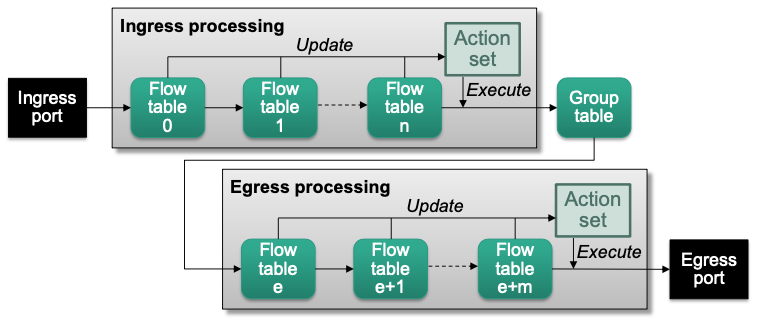 Ingress processing
Update
Action
set
Ingress
port
Flow
table
0
Flow
table
1
Flow
table
n
Execute
Group
table
Egress processing
Update
Action
set
Flow
table
e
Flow
table
e+1
Flow
table
e+m
Execute
Egress
port